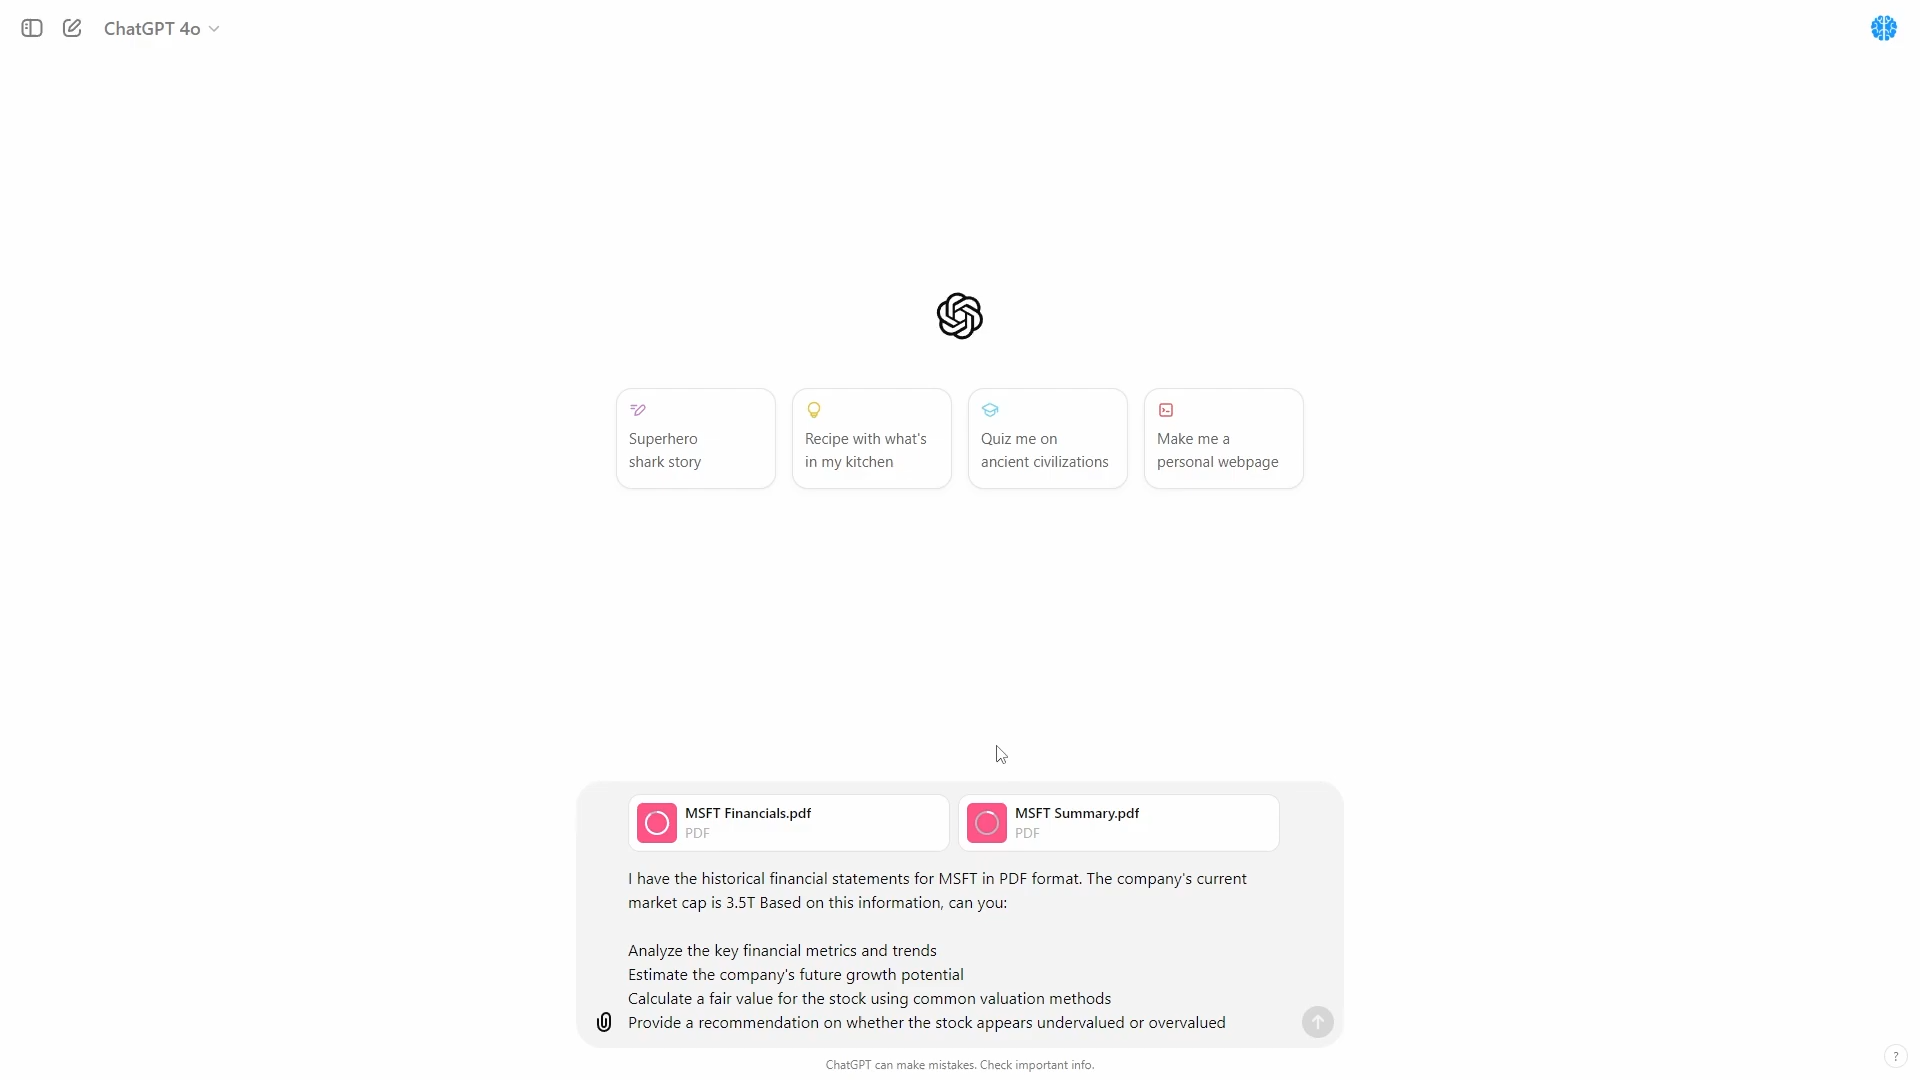 ChatGPT 4o
Superhero
shark story
Recipe with what's
in my kitchen
Quiz me on
ancient civilizations
Make me a
personal webpage
MSFT Financials.pdf
PDF
MSFT Summary.pdf
PDF
I have the historical financial statements for MSFT in PDF format. The company's current
market cap is 3.5T Based on this information, can you:
Analyze the key financial metrics and trends
Estimate the company's future growth potential
Calculate a fair value for the stock using common valuation methods
Provide a recommendation on whether the stock appears undervalued or overvalued
ChatGPT can make mistakes. Check important info.
?